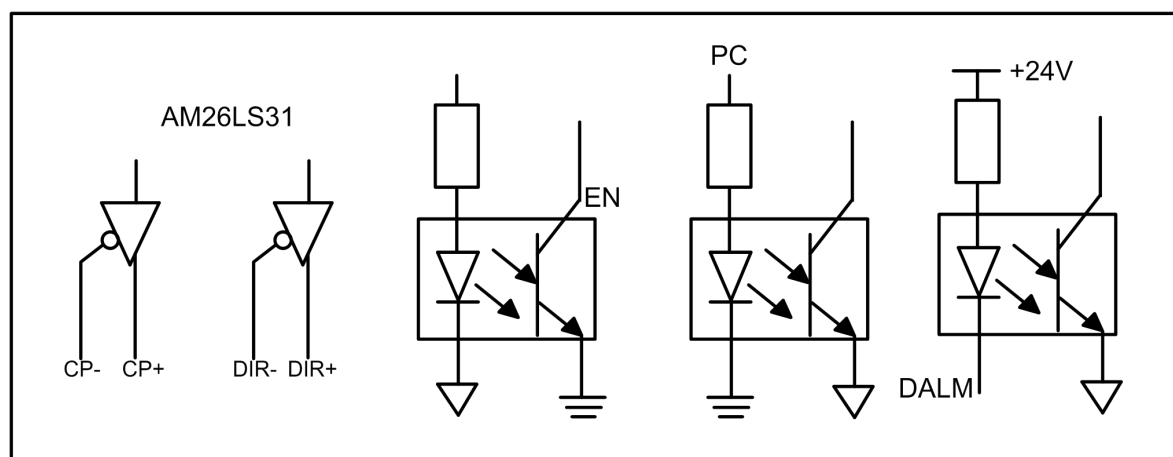 PC
+24V
AM26LS31
EN
CP- CP+ DIR- DIR+
DALM